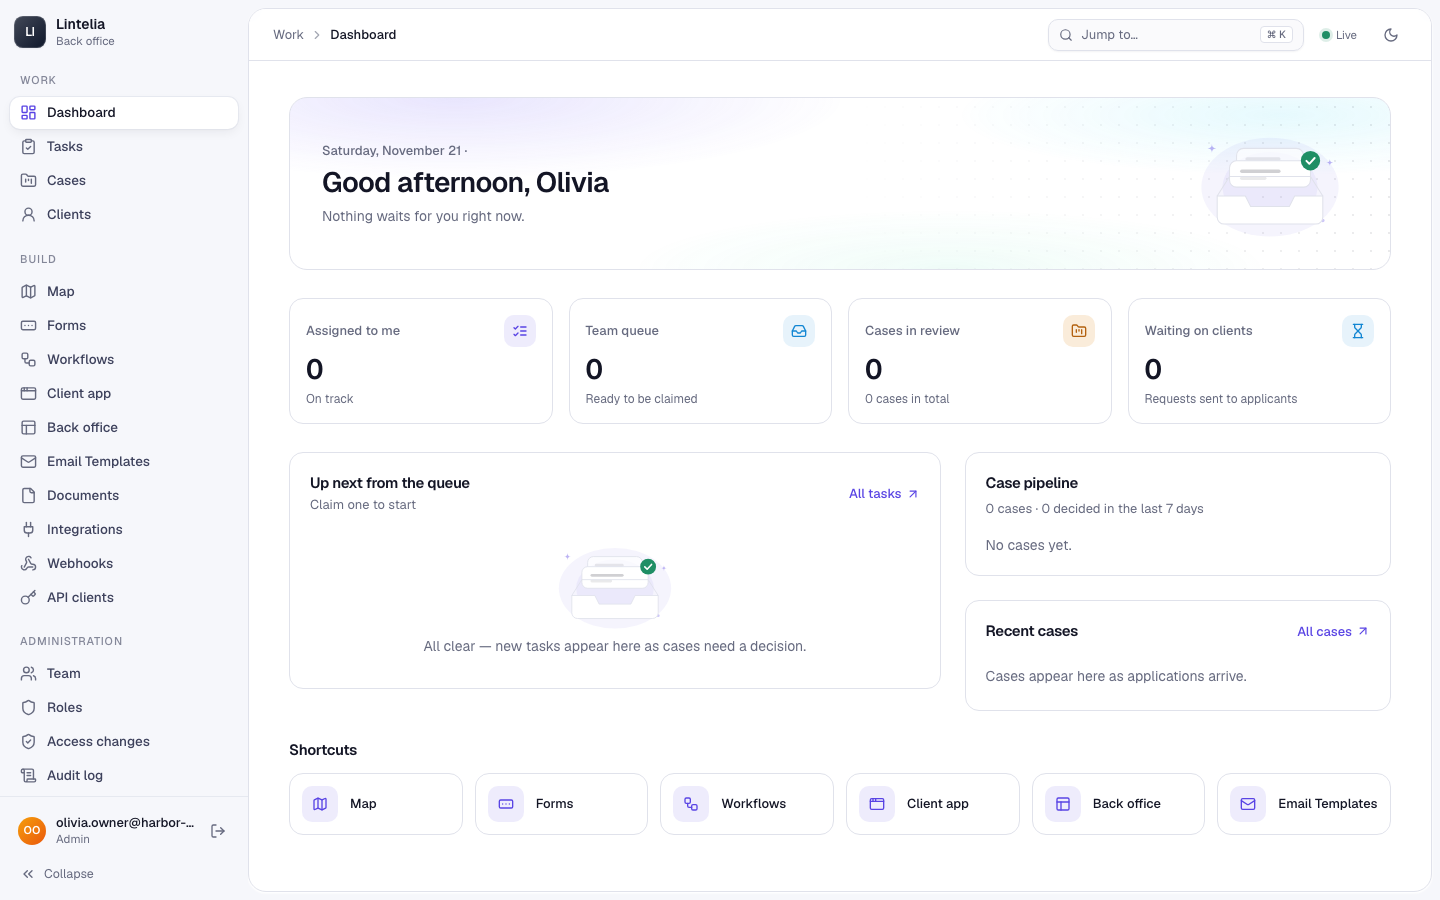 LI
Lintelia
Back office
WORK
Dashboard
Tasks
Cases
Clients
BUILD
Map
Forms
Workflows
Client app
Back office
Email Templates
Documents
Integrations
Webhooks
API clients
ADMINISTRATION
Team
Roles
Access changes
Audit log
OO
olivia.owner@harbor-...
Admin
Collapse
Work > Dashboard
Jump to...
⌘ K
Live
Saturday, November 21 ·
Good afternoon, Olivia
Nothing waits for you right now.
Assigned to me
0
On track
Team queue
0
Ready to be claimed
Cases in review
0
0 cases in total
Waiting on clients
0
Requests sent to applicants
Up next from the queue
Claim one to start
All tasks
All clear — new tasks appear here as cases need a decision.
Case pipeline
0 cases · 0 decided in the last 7 days
No cases yet.
Recent cases
All cases
Cases appear here as applications arrive.
Shortcuts
Map
Forms
Workflows
Client app
Back office
Email Templates